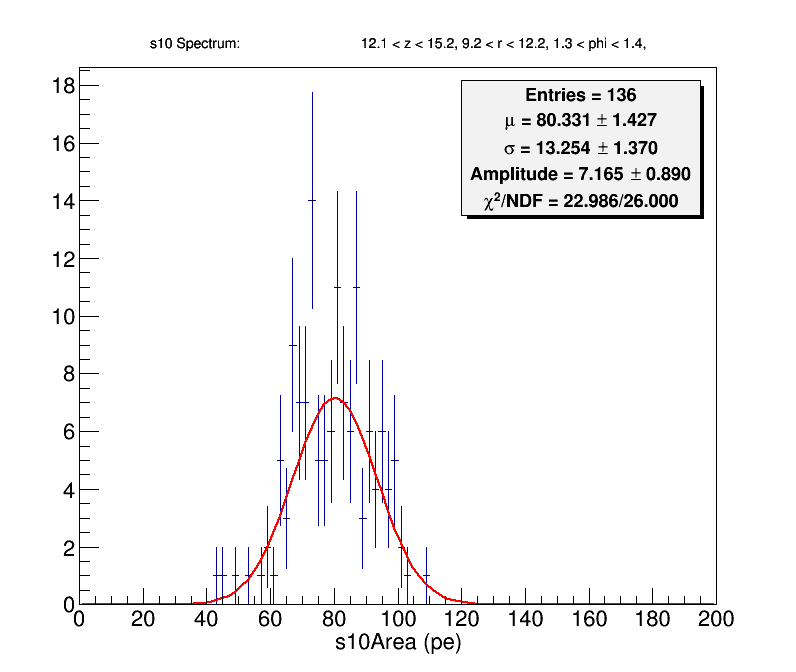 s10 Spectrum: 12.1 < z < 15.2, 9.2 < r < 12.2, 1.3 < phi < 1.4,
Entries = 136
μ = 80.331 ± 1.427
σ = 13.254 ± 1.370
Amplitude = 7.165 ± 0.890
χ²/NDF = 22.986/26.000
18
16
14
12
10
8
6
4
2
0
0 20 40 60 80 100 120 140 160 180 200
s10Area (pe)